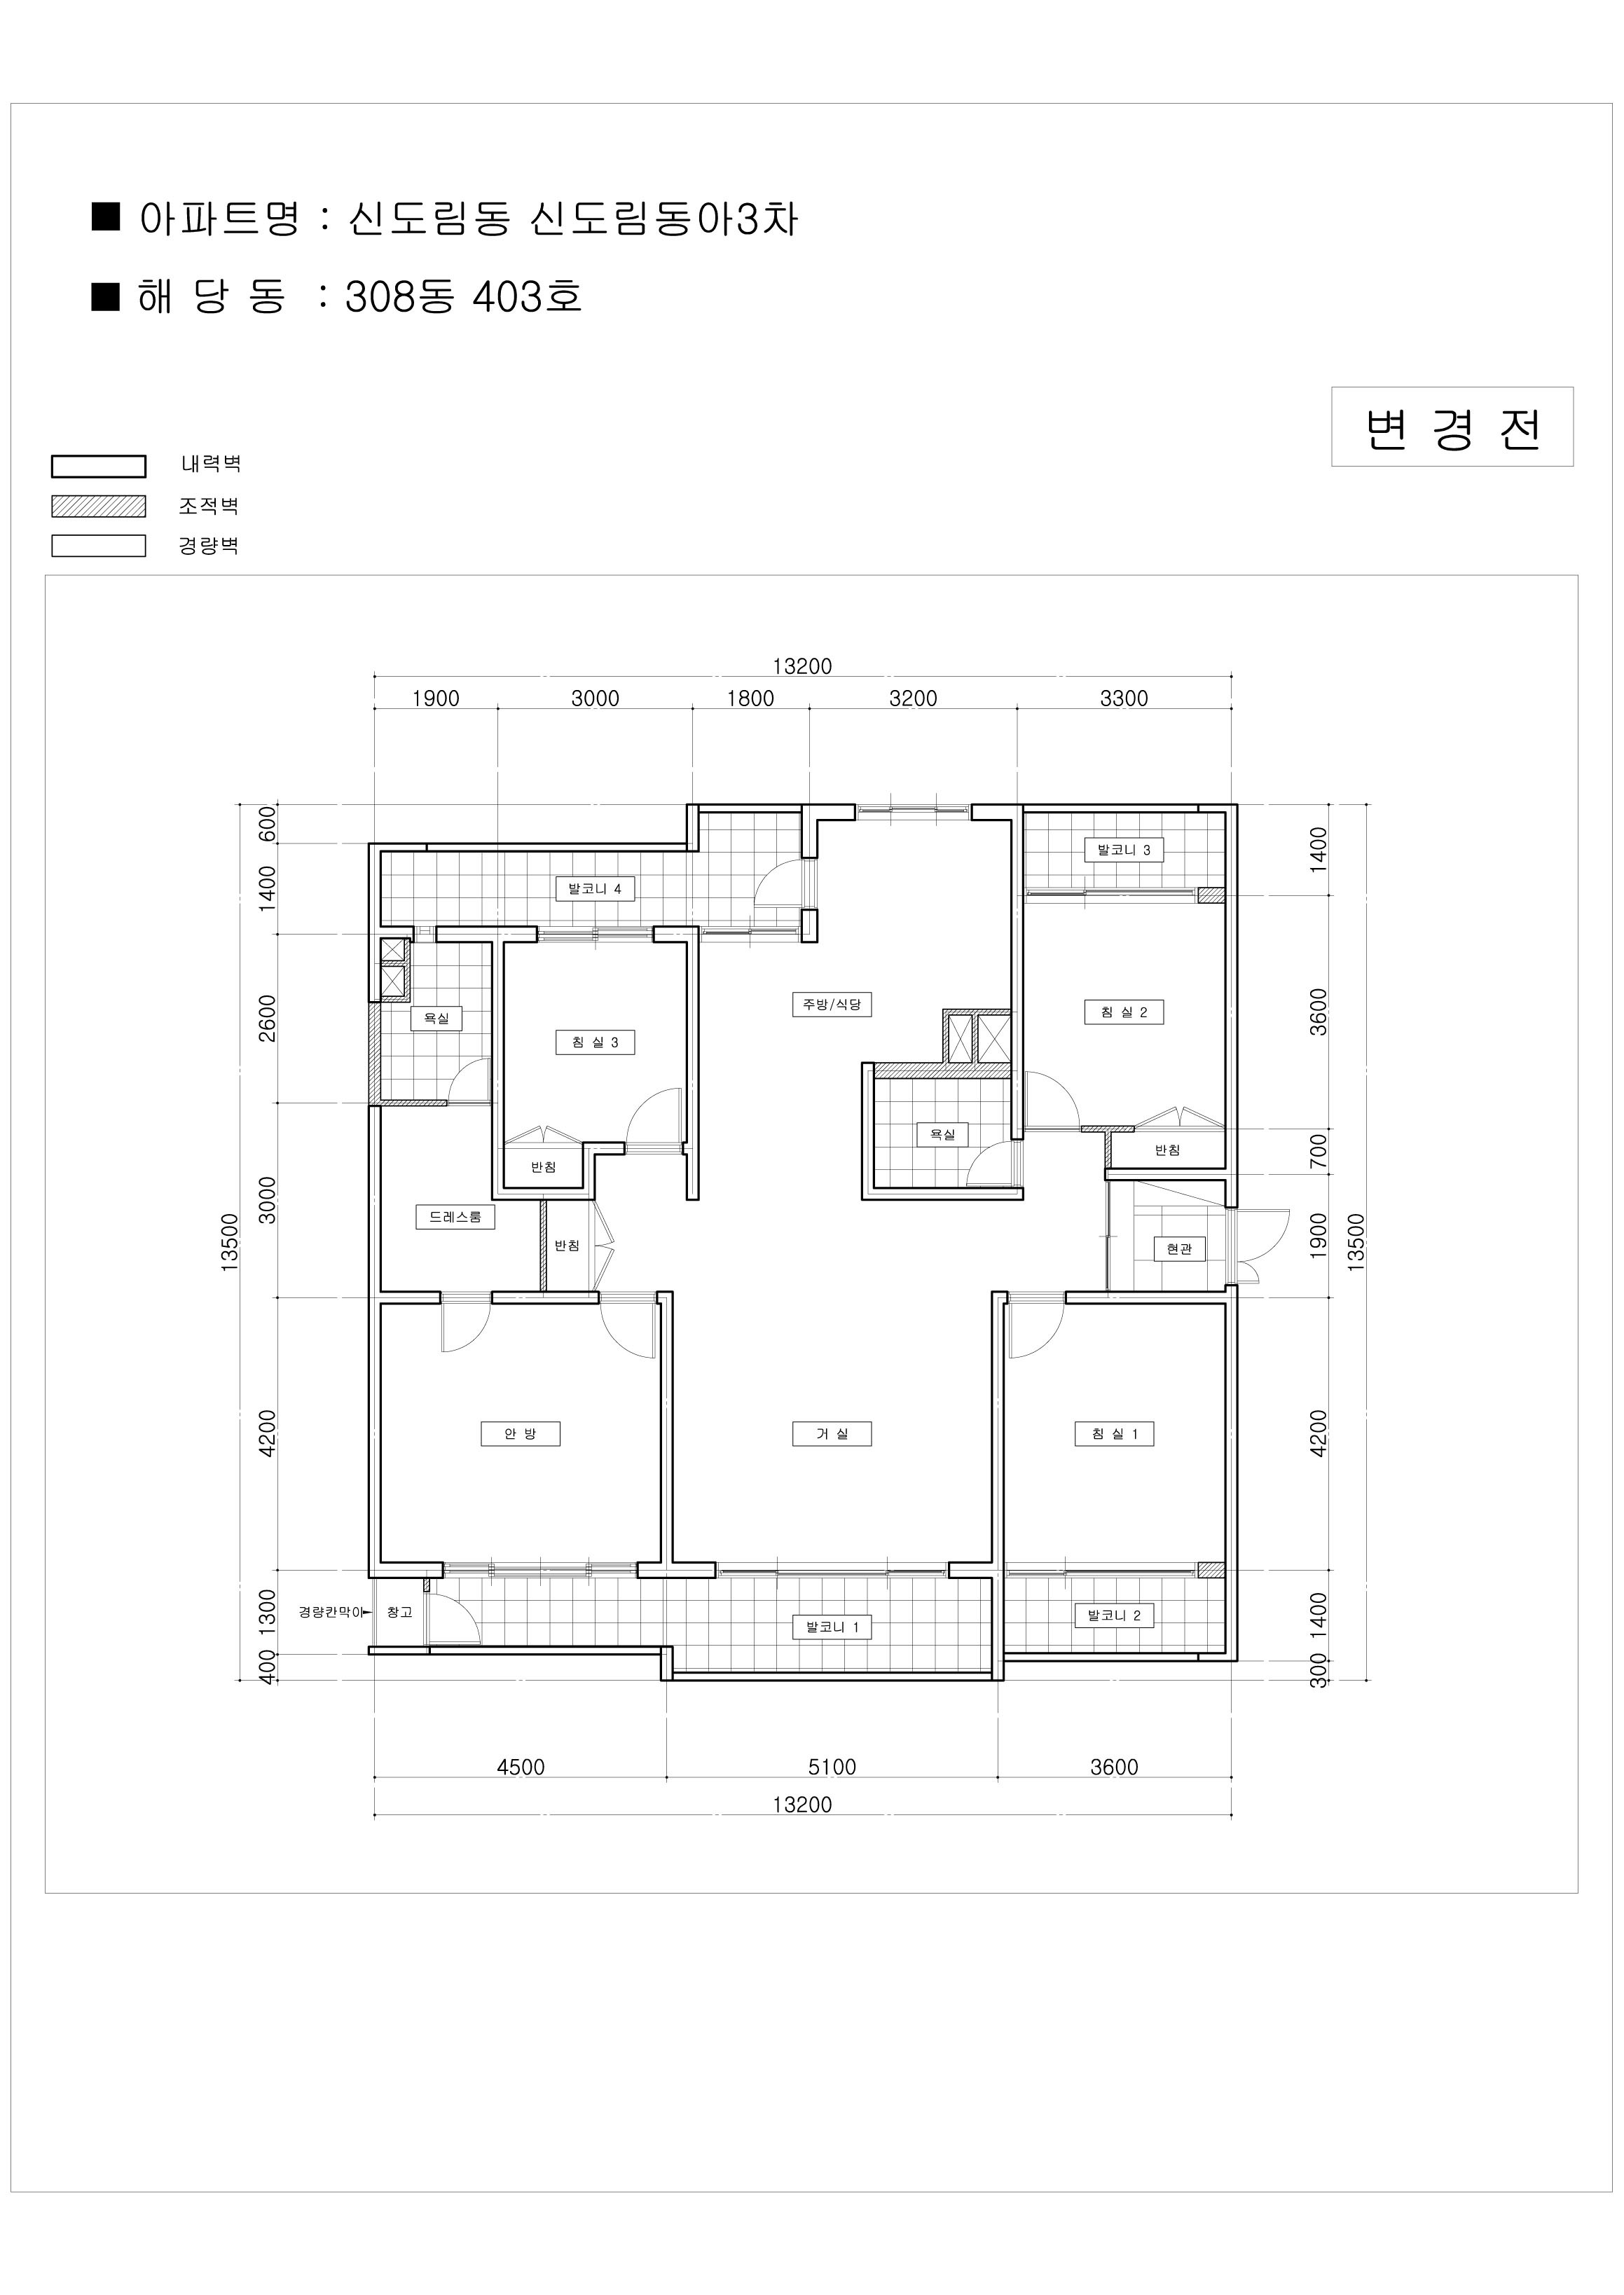 ■ 아파트명 : 신도림동 신도림동아3차
■ 해 당 동 : 308동 403호
변 경 전
내력벽
조적벽
경량벽
13200
1900 3000 1800 3200 3300
600
1400
2600
3000
4200
1300
400
13500
1400
3600
700
1900
4200
1400
300
13500
발코니 3
발코니 4
주방/식당
침 실 2
욕실
침 실 3
욕실
반침
반침
드레스룸
반침
현관
안 방
거 실
침 실 1
경량칸막이
창고
발코니 1
발코니 2
4500 5100 3600
13200